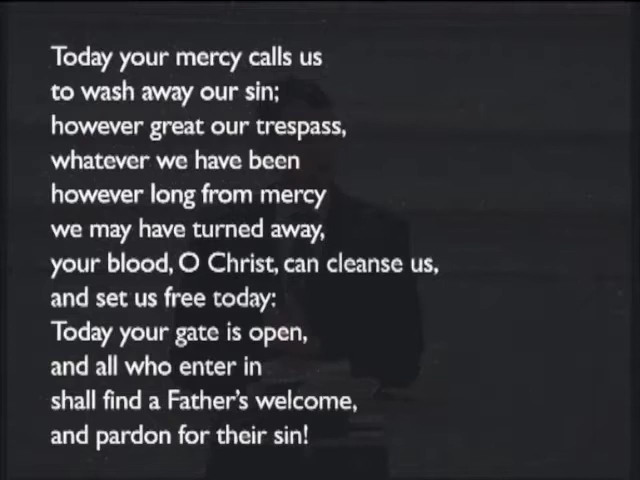 Today your mercy calls us
to wash away our sin;
however great our trespass,
whatever we have been
however long from mercy
we may have turned away,
your blood, O Christ, can cleanse us,
and set us free today:
Today your gate is open,
and all who enter in
shall find a Father's welcome,
and pardon for their sin!